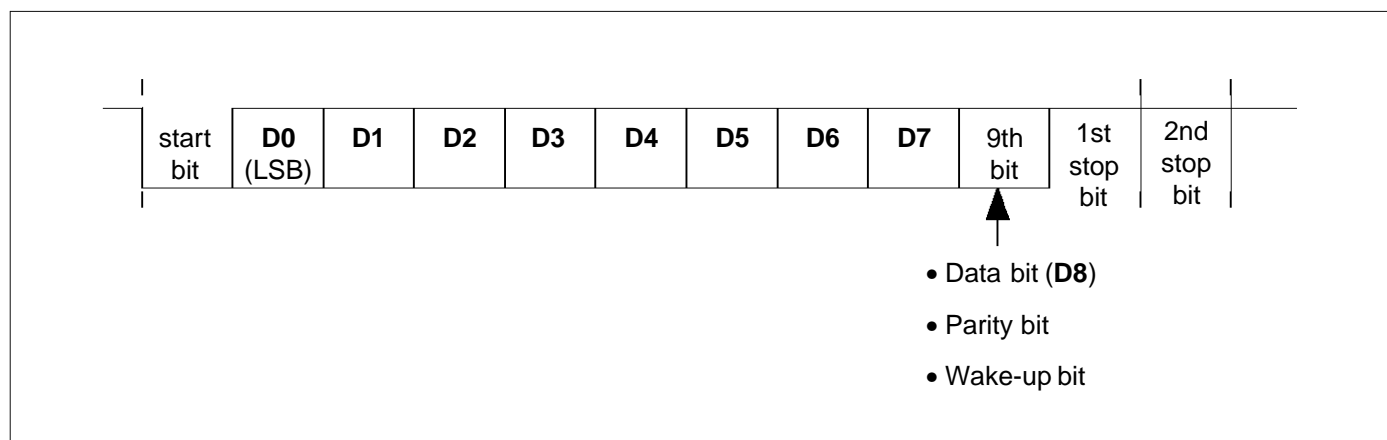 start bit
D0 (LSB)
D1
D2
D3
D4
D5
D6
D7
9th bit
1st stop bit
2nd stop bit
• Data bit (D8)
• Parity bit
• Wake-up bit